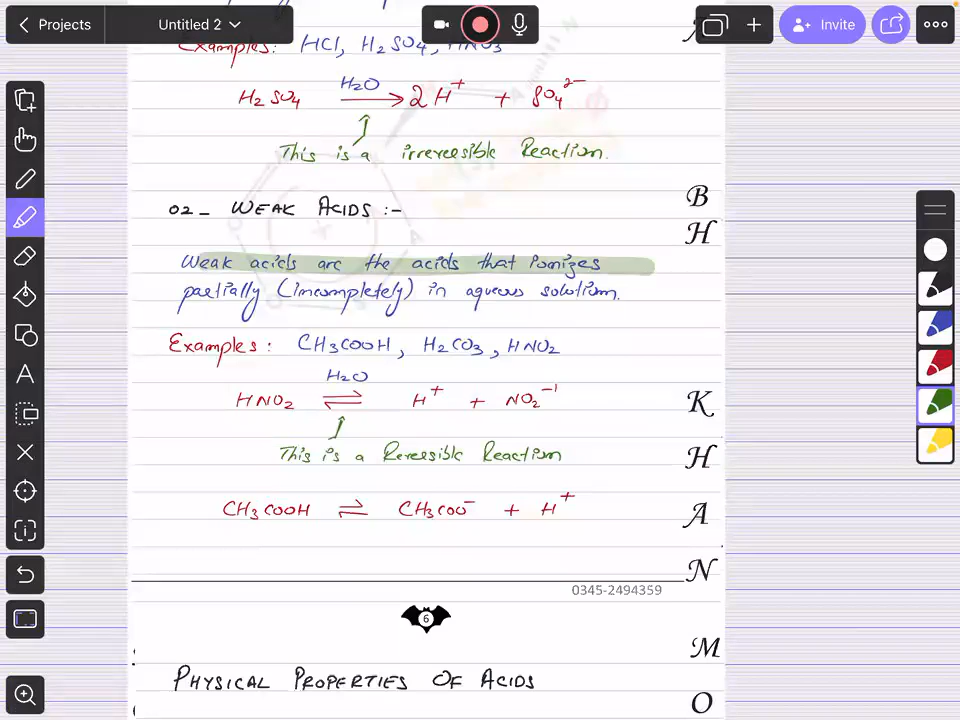 Projects
Untitled 2
Invite
Examples: HCl, H2SO4, HNO3
H2O
H2SO4 ⟶ 2H+ + SO4 2−
This is a irreversible Reaction.
02 - WEAK ACIDS :-
Weak acids are the acids that ionizes
partially (incompletely) in aqueous solution.
Examples: CH3COOH, H2CO3, HNO2
H2O
HNO2 ⇌ H+ + NO2 −1
This is a Reversible Reaction
CH3COOH ⇌ CH3COO− + H+
B
H
K
H
A
N
0345-2494359
6
M
PHYSICAL PROPERTIES OF ACIDS
O